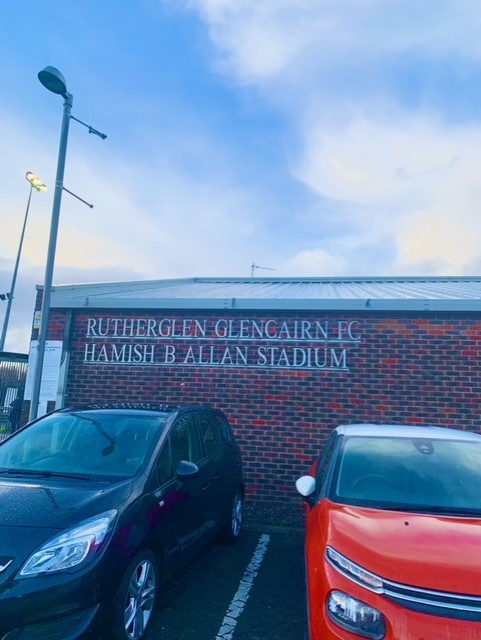 RUTHERGLEN GLENCAIRN FC
HAMISH B ALLAN STADIUM